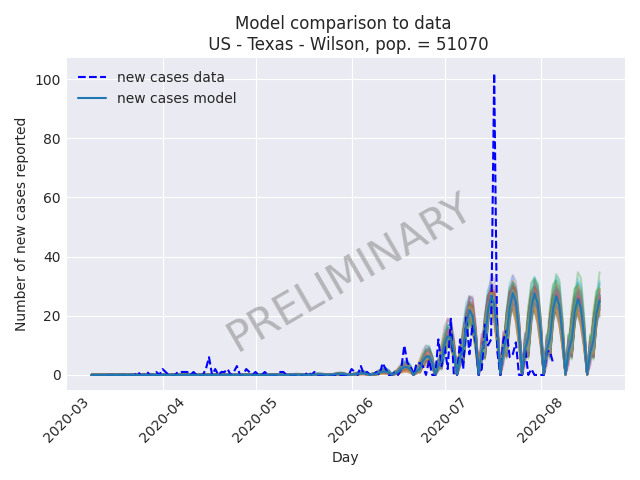 Model comparison to data
US - Texas - Wilson, pop. = 51070
new cases data
new cases model
PRELIMINARY
Number of new cases reported
100
80
60
40
20
0
2020-03
2020-04
2020-05
2020-06
2020-07
2020-08
Day